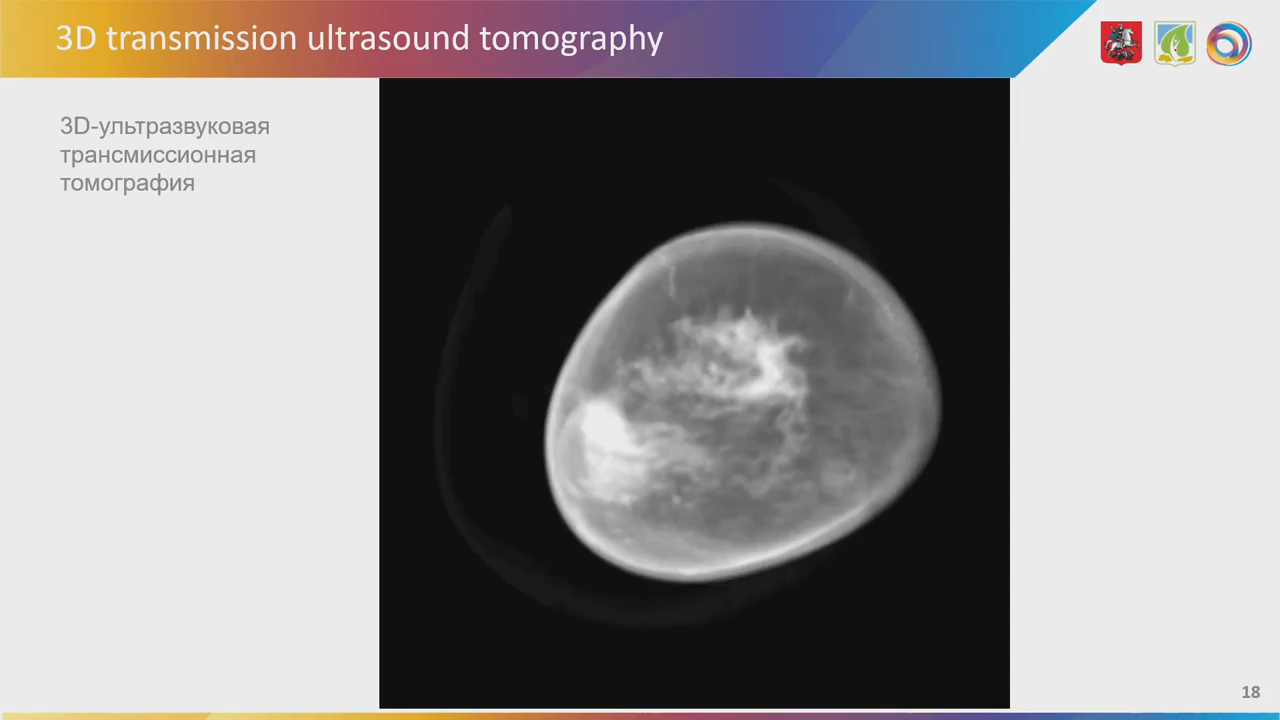 3D transmission ultrasound tomography
3D-ультразвуковая
трансмиссионная
томография
18